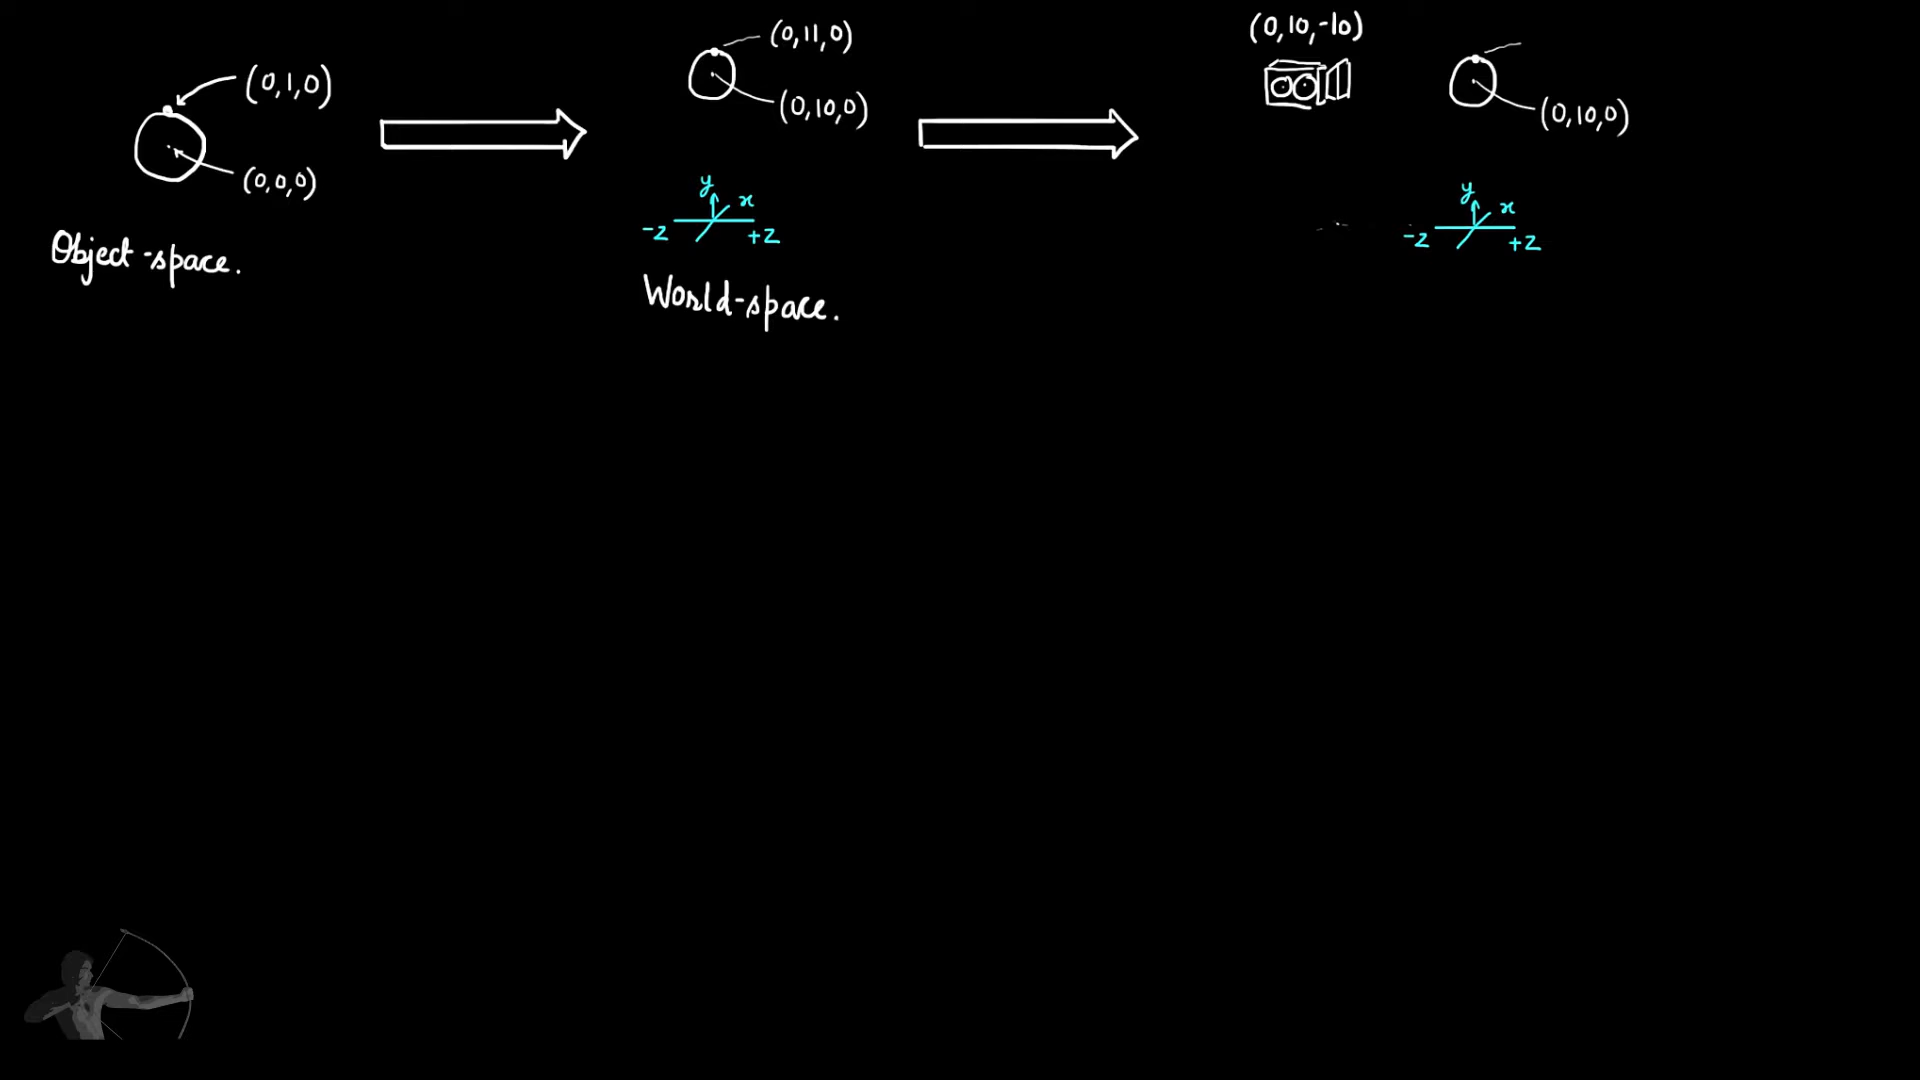 (0,1,0)
(0,0,0)
Object-space.
(0,11,0)
(0,10,0)
y
x
-z
+z
World-space.
(0,10,-10)
(0,10,0)
y
x
-z
+z